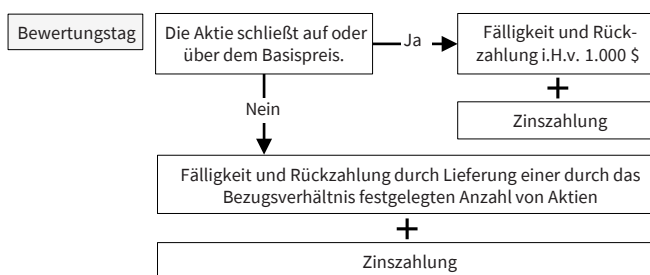 Bewertungstag
Die Aktie schließt auf oder
über dem Basispreis.
Ja
Fälligkeit und Rück-
zahlung i.H.v. 1.000 $
+
Zinszahlung
Nein
Fälligkeit und Rückzahlung durch Lieferung einer durch das
Bezugsverhältnis festgelegten Anzahl von Aktien
+
Zinszahlung